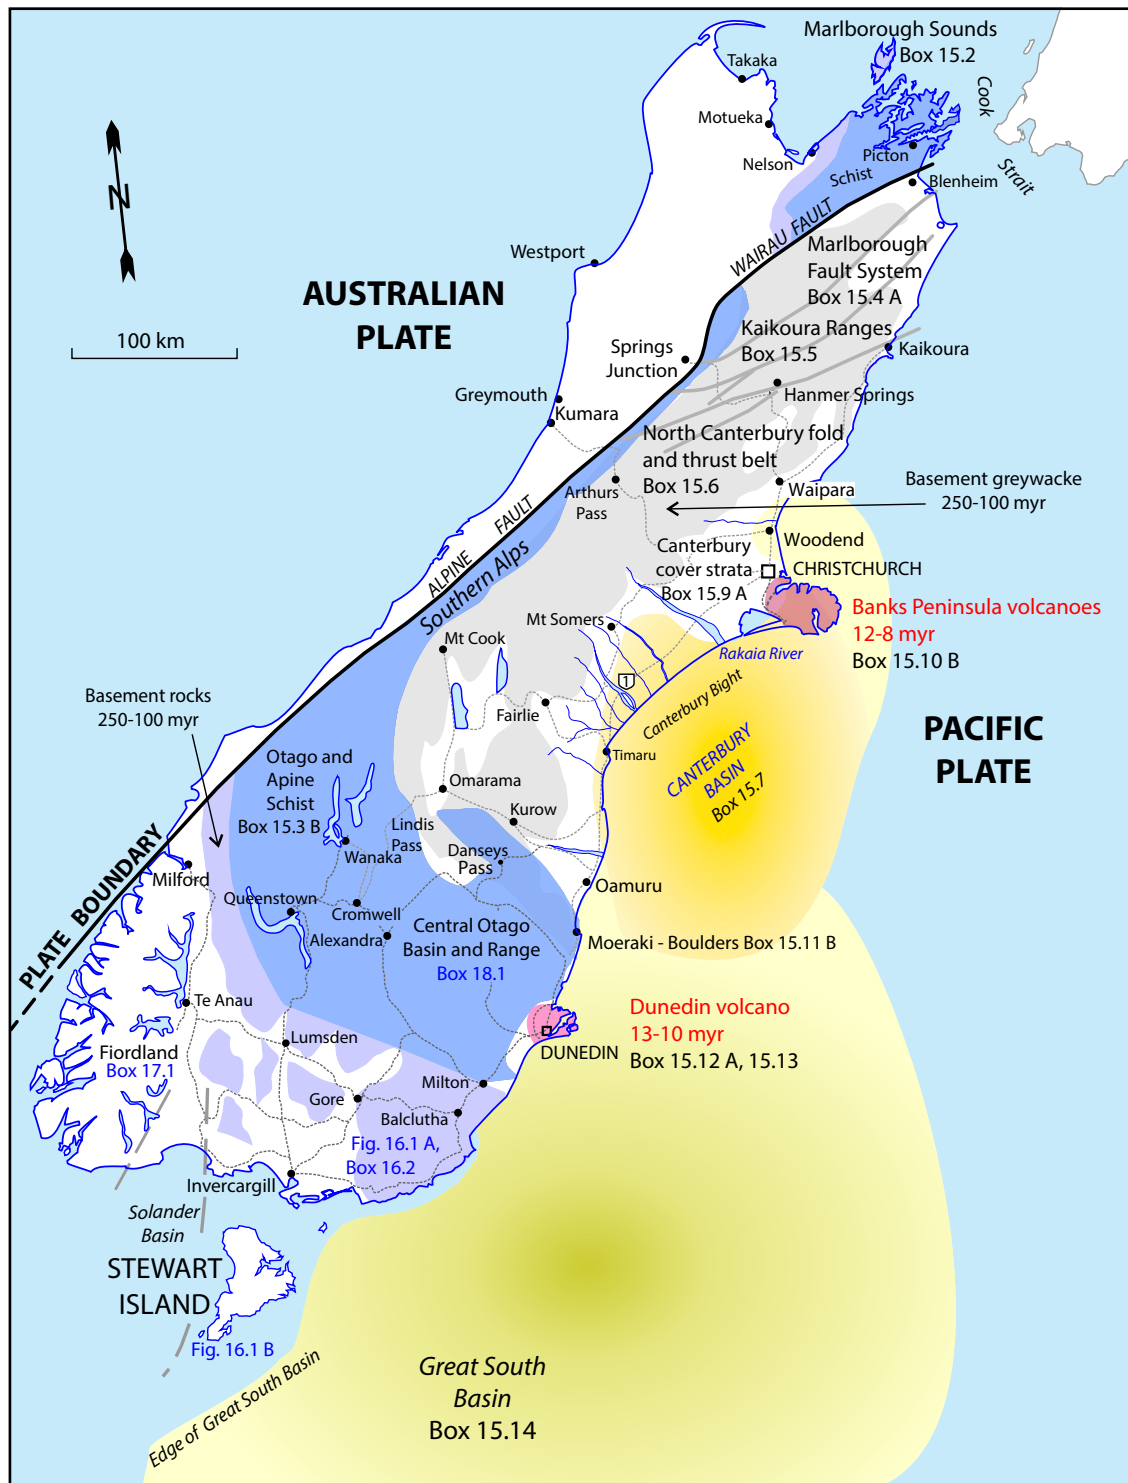 Marlborough Sounds
Box 15.2
Cook
Strait
Takaka
Motueka
Nelson
Picton
Schist
Blenheim
N
WAIRAU FAULT
Marlborough
Fault System
Box 15.4 A
Westport
AUSTRALIAN
PLATE
100 km
Kaikoura Ranges
Box 15.5
Kaikoura
Springs
Junction
Hanmer Springs
Greymouth
Kumara
North Canterbury fold
and thrust belt
Box 15.6
Arthurs
Pass
Waipara
Basement greywacke
250-100 myr
ALPINE FAULT
Southern Alps
Woodend
Canterbury
cover strata
Box 15.9 A
CHRISTCHURCH
Banks Peninsula volcanoes
12-8 myr
Box 15.10 B
Mt Somers
Mt Cook
Rakaia River
1
Canterbury Bight
Fairlie
Basement rocks
250-100 myr
PACIFIC
PLATE
Timaru
CANTERBURY
BASIN
Box 15.7
Otago and
Apine
Schist
Box 15.3 B
Omarama
Kurow
Lindis
Pass
Wanaka
Danseys
Pass
Milford
Oamuru
Queenstown
Cromwell
Alexandra
Central Otago
Basin and Range
Box 18.1
Moeraki - Boulders Box 15.11 B
PLATE BOUNDARY
Te Anau
Dunedin volcano
13-10 myr
Box 15.12 A, 15.13
DUNEDIN
Lumsden
Fiordland
Box 17.1
Milton
Gore
Balclutha
Fig. 16.1 A,
Box 16.2
Invercargill
Solander
Basin
STEWART
ISLAND
Fig. 16.1 B
Edge of Great South Basin
Great South
Basin
Box 15.14